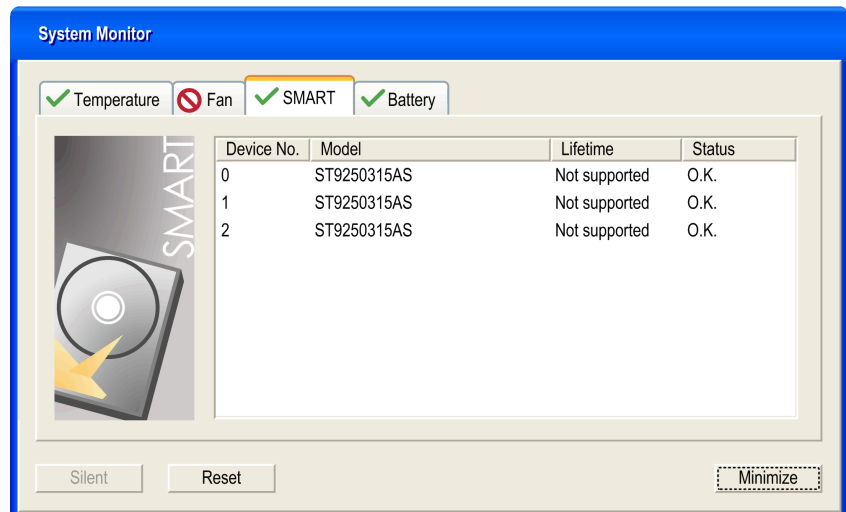 System Monitor
Temperature Fan SMART Battery
SMART
Device No. Model Lifetime Status
0 ST9250315AS Not supported O.K.
1 ST9250315AS Not supported O.K.
2 ST9250315AS Not supported O.K.
Silent Reset Minimize